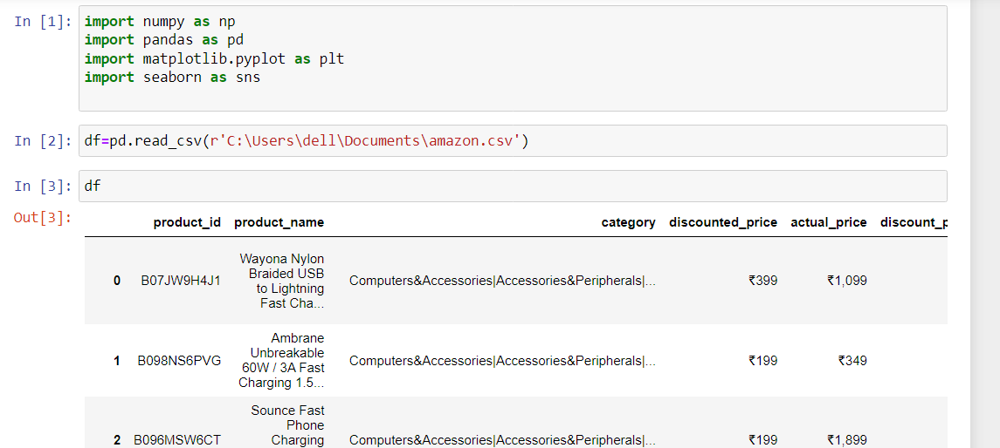 In [1]: import numpy as np
import pandas as pd
import matplotlib.pyplot as plt
import seaborn as sns
In [2]: df=pd.read_csv(r'C:\Users\dell\Documents\amazon.csv')
In [3]: df
Out[3]:
product_id product_name category discounted_price actual_price discount_p
Wayona Nylon
Braided USB
0 B07JW9H4J1 to Lightning Computers&Accessories|Accessories&Peripherals|... ₹399 ₹1,099
Fast Cha...
Ambrane
Unbreakable
1 B098NS6PVG 60W / 3A Fast Computers&Accessories|Accessories&Peripherals|... ₹199 ₹349
Charging 1.5...
Sounce Fast
Phone
2 B096MSW6CT Charging Computers&Accessories|Accessories&Peripherals|... ₹199 ₹1,899